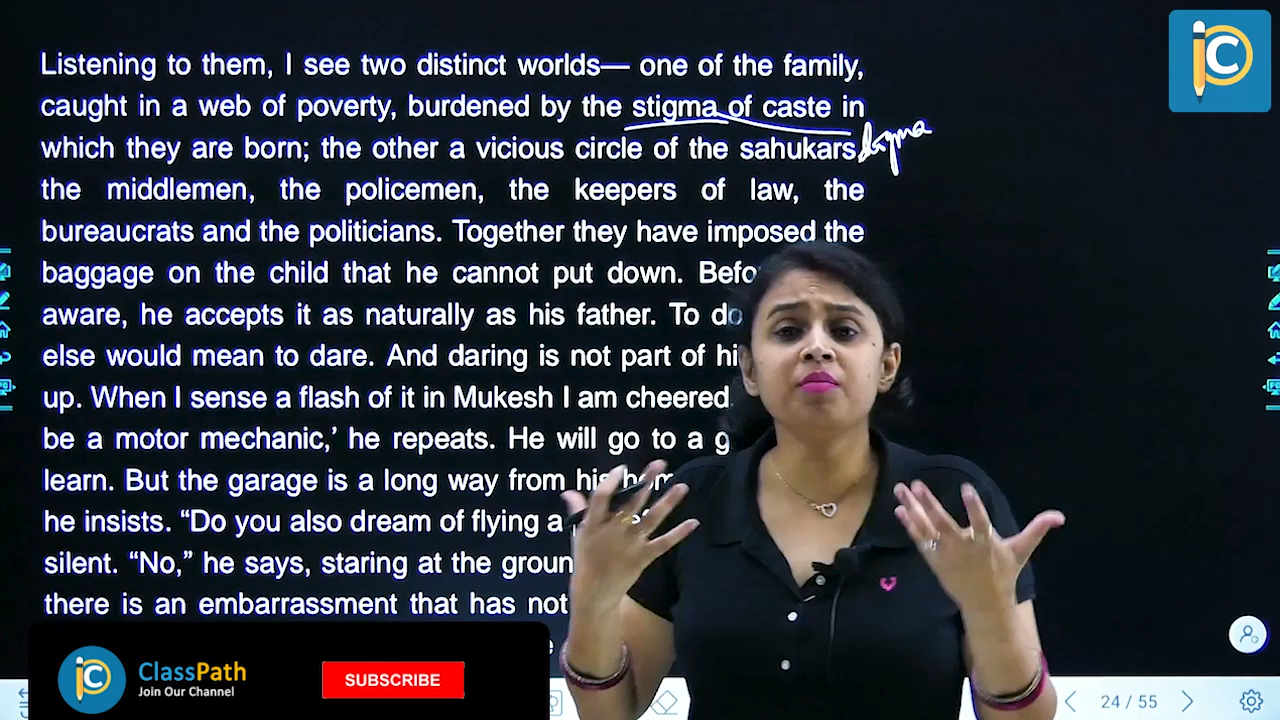 Listening to them, I see two distinct worlds— one of the family,
caught in a web of poverty, burdened by the stigma of caste in
which they are born; the other a vicious circle of the sahukars
the middlemen, the policemen, the keepers of law, the
bureaucrats and the politicians. Together they have imposed the
baggage on the child that he cannot put down.
aware, he accepts it as naturally as his father. To
else would mean to dare. And daring is not part of
up. When I sense a flash of it in Mukesh I am cheered
be a motor mechanic,’ he repeats. He will go to a
learn. But the garage is a long way from his
he insists. “Do you also dream of flying a
silent. “No,” he says, staring at the
there is an embarrassment that has not
ClassPath
Join Our Channel
SUBSCRIBE
24 / 55